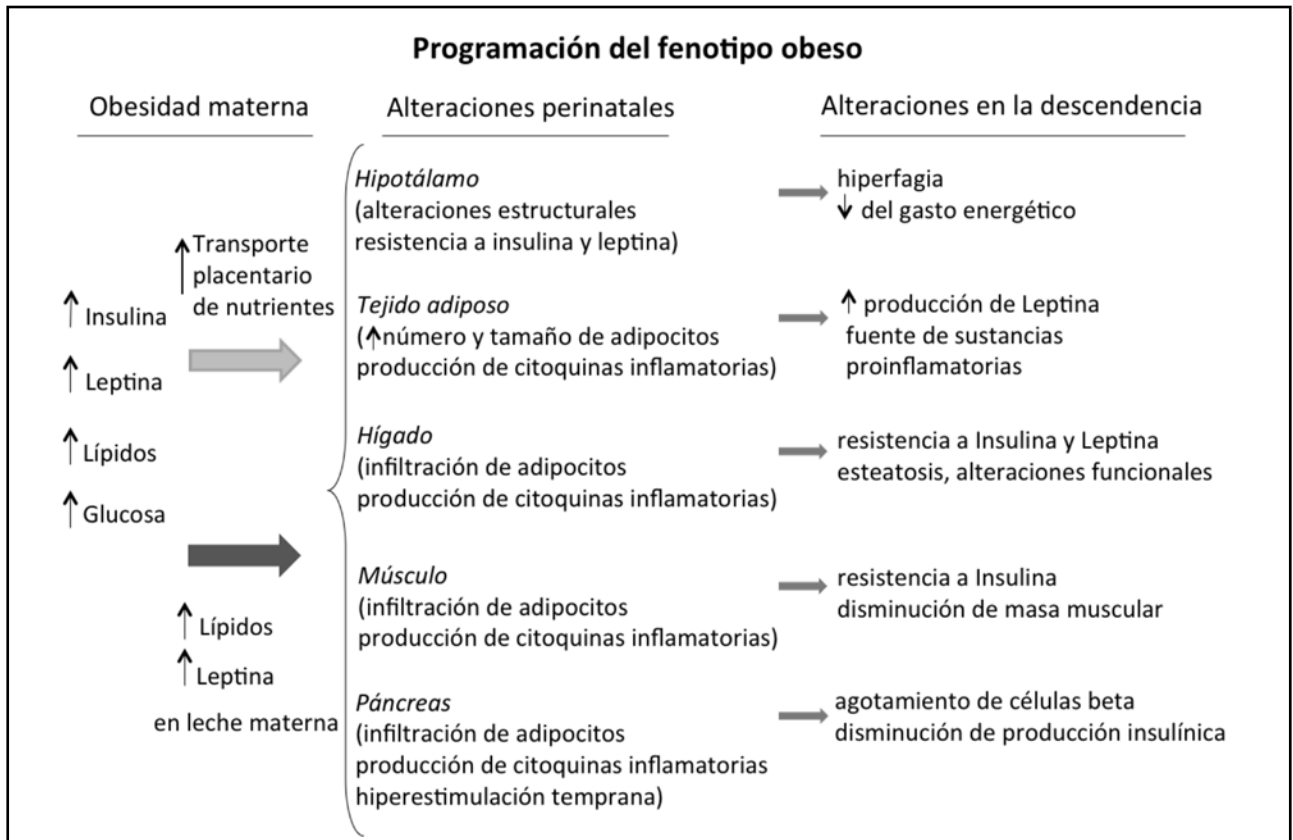 Programación del fenotipo obeso
Obesidad materna
Alteraciones perinatales
Alteraciones en la descendencia
↑ Transporte
placentario
de nutrientes
↑ Insulina
↑ Leptina
↑ Lípidos
↑ Glucosa
↑ Lípidos
↑ Leptina
en leche materna
Hipotálamo
(alteraciones estructurales
resistencia a insulina y leptina)
hiperfagia
↓ del gasto energético
Tejido adiposo
(↑número y tamaño de adipocitos
producción de citoquinas inflamatorias)
↑ producción de Leptina
fuente de sustancias
proinflamatorias
Hígado
(infiltración de adipocitos
producción de citoquinas inflamatorias)
resistencia a Insulina y Leptina
esteatosis, alteraciones funcionales
Músculo
(infiltración de adipocitos
producción de citoquinas inflamatorias)
resistencia a Insulina
disminución de masa muscular
Páncreas
(infiltración de adipocitos
producción de citoquinas inflamatorias
hiperestimulación temprana)
agotamiento de células beta
disminución de producción insulínica